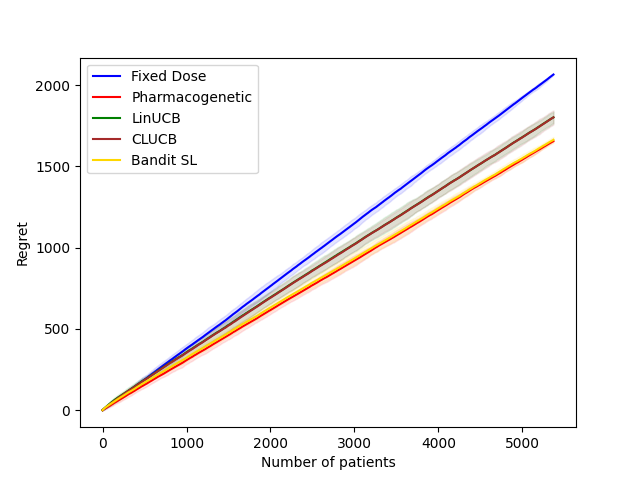 Fixed Dose
Pharmacogenetic
LinUCB
CLUCB
Bandit SL
2000
1500
1000
500
0
Regret
0 1000 2000 3000 4000 5000
Number of patients